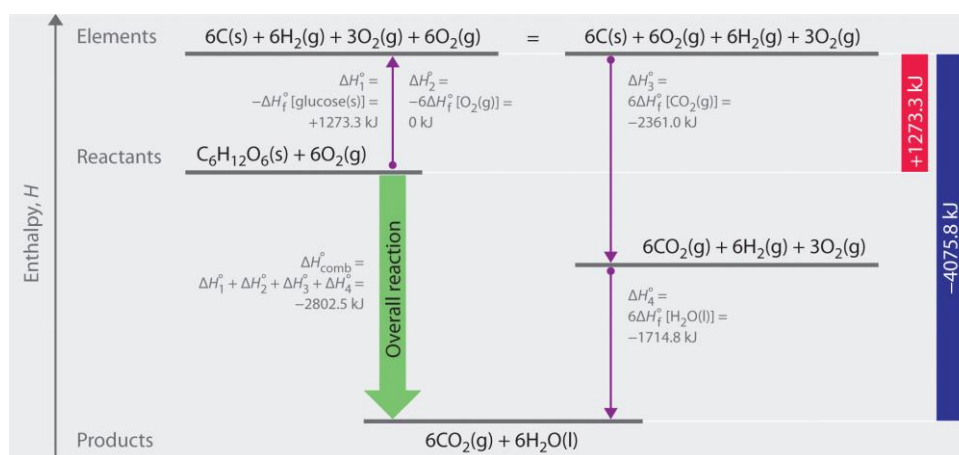 Elements
6C(s) + 6H₂(g) + 3O₂(g) + 6O₂(g) = 6C(s) + 6O₂(g) + 6H₂(g) + 3O₂(g)
ΔH°₁ =
−ΔH°f [glucose(s)] =
+1273.3 kJ
ΔH°₂ =
−6ΔH°f [O₂(g)] =
0 kJ
ΔH°₃ =
6ΔH°f [CO₂(g)] =
−2361.0 kJ
+1273.3 kJ
−4075.8 kJ
Reactants
C₆H₁₂O₆(s) + 6O₂(g)
Enthalpy, H
6CO₂(g) + 6H₂(g) + 3O₂(g)
ΔH°comb =
ΔH°₁ + ΔH°₂ + ΔH°₃ + ΔH°₄ =
−2802.5 kJ
Overall reaction
ΔH°₄ =
6ΔH°f [H₂O(l)] =
−1714.8 kJ
Products
6CO₂(g) + 6H₂O(l)